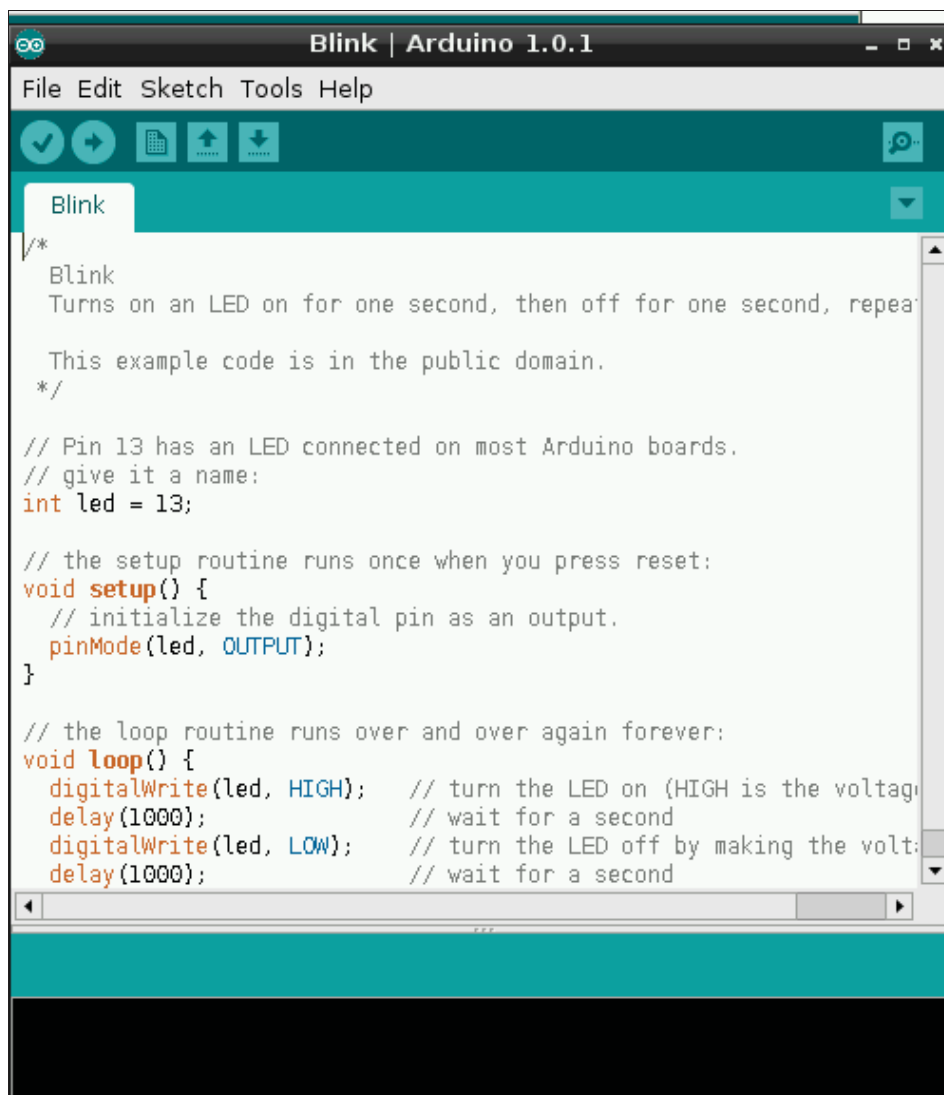 Blink | Arduino 1.0.1
File Edit Sketch Tools Help
Blink
/*
  Blink
  Turns on an LED on for one second, then off for one second, repea

  This example code is in the public domain.
 */

// Pin 13 has an LED connected on most Arduino boards.
// give it a name:
int led = 13;

// the setup routine runs once when you press reset:
void setup() {
  // initialize the digital pin as an output.
  pinMode(led, OUTPUT);
}

// the loop routine runs over and over again forever:
void loop() {
  digitalWrite(led, HIGH);   // turn the LED on (HIGH is the voltag
  delay(1000);               // wait for a second
  digitalWrite(led, LOW);    // turn the LED off by making the volt
  delay(1000);               // wait for a second